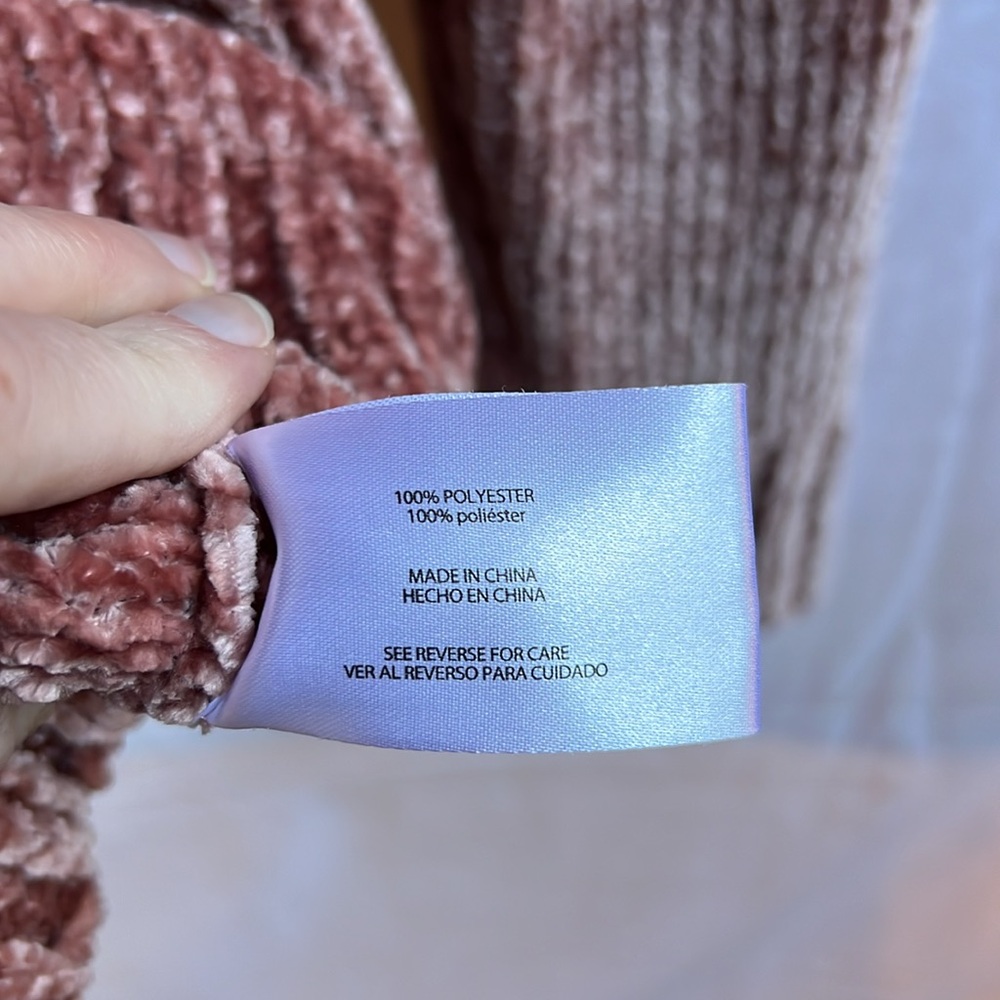 100% POLYESTER
100% poliéster
MADE IN CHINA
HECHO EN CHINA
SEE REVERSE FOR CARE
VER AL REVERSO PARA CUIDADO